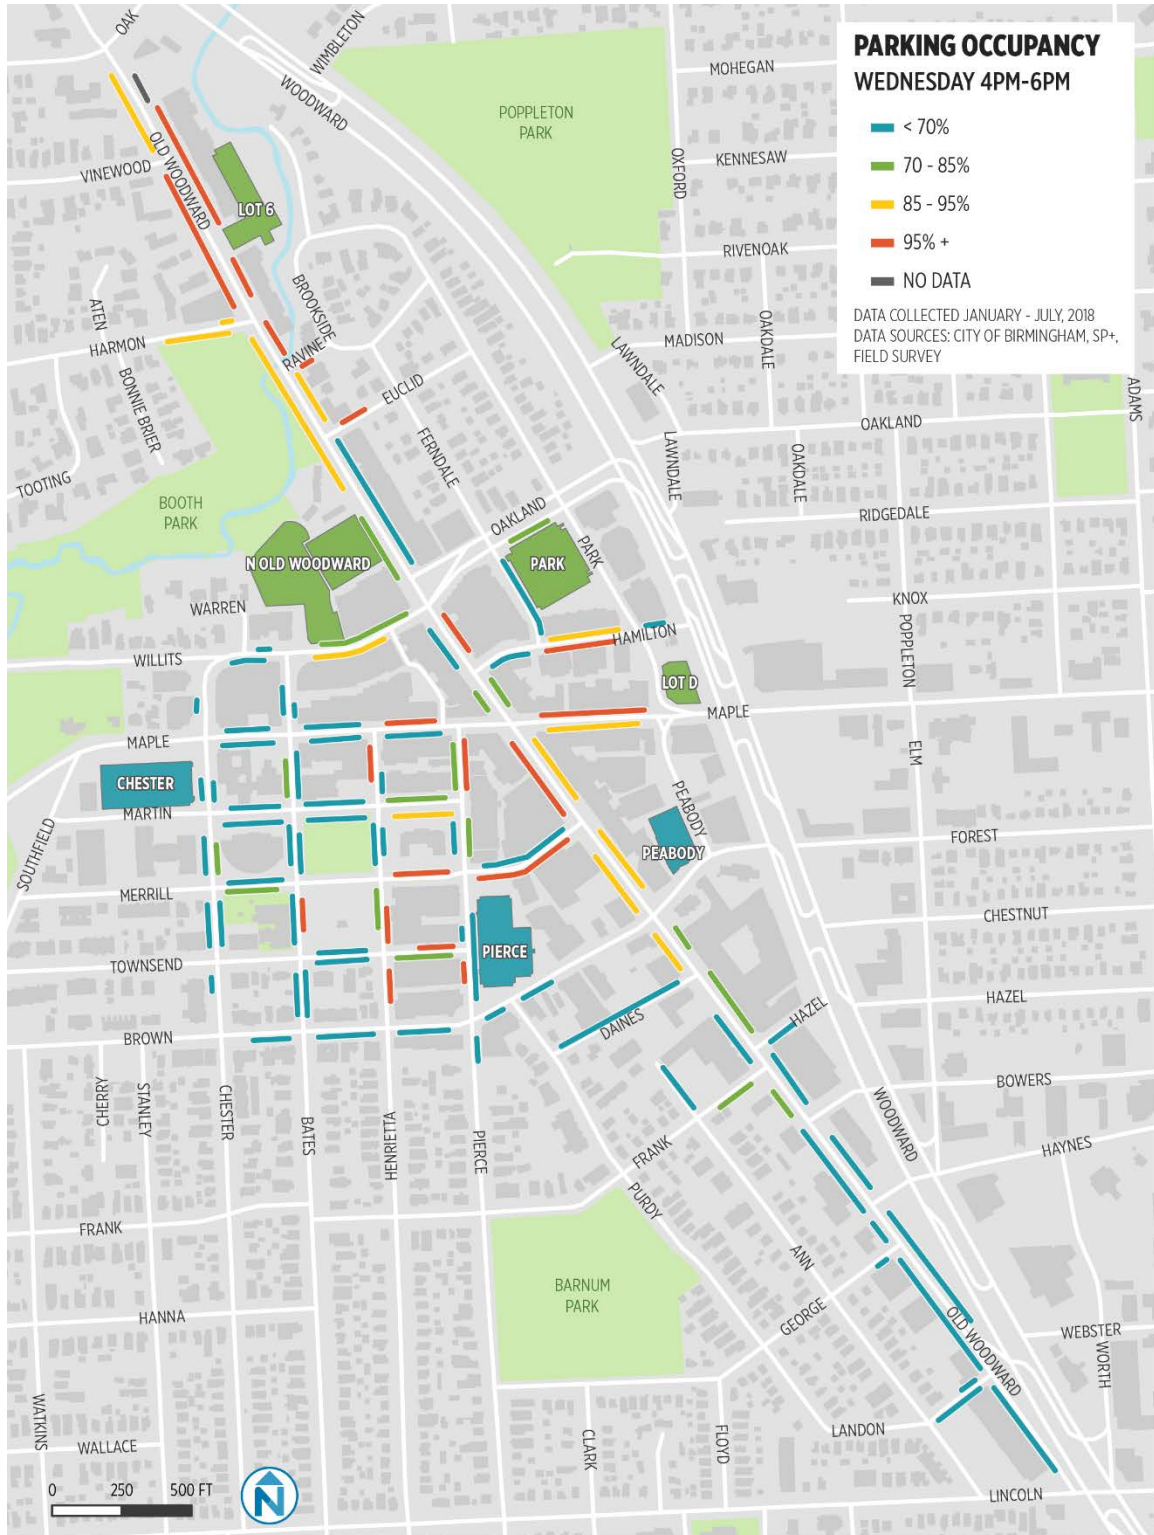 PARKING OCCUPANCY
WEDNESDAY 4PM-6PM
< 70%
70 - 85%
85 - 95%
95% +
NO DATA
DATA COLLECTED JANUARY - JULY, 2018
DATA SOURCES: CITY OF BIRMINGHAM, SP+,
FIELD SURVEY
OAK
WIMBLETON
WOODWARD
POPPLETON
PARK
MOHEGAN
KENNESAW
OXFORD
RIVENOAK
OLD WOODWARD
VINEWOOD
LOT 6
BROOKSIDE
ATEN
HARMON
RAVINE
MADISON
OAKDALE
LAWNDALE
BONNIE BRIER
EUCLID
ADAMS
OAKLAND
FERNDALE
LAWNDALE
OAKDALE
TOOTING
BOOTH
PARK
OAKLAND
RIDGEDALE
N OLD WOODWARD
PARK
PARK
WARREN
KNOX
POPPLETON
WILLITS
HAMILTON
LOT D
MAPLE
MAPLE
ELM
CHESTER
MARTIN
PEABODY
PEABODY
SOUTHFIELD
FOREST
MERRILL
CHESTNUT
PIERCE
TOWNSEND
HAZEL
HAZEL
DAINES
BROWN
BOWERS
CHERRY
STANLEY
CHESTER
BATES
HENRIETTA
PIERCE
WOODWARD
HAYNES
FRANK
PURDY
FRANK
ANN
BARNUM
PARK
HANNA
GEORGE
OLD WOODWARD
WEBSTER
WORTH
WATKINS
WALLACE
CLARK
FLOYD
LANDON
LINCOLN
0 250 500 FT
N